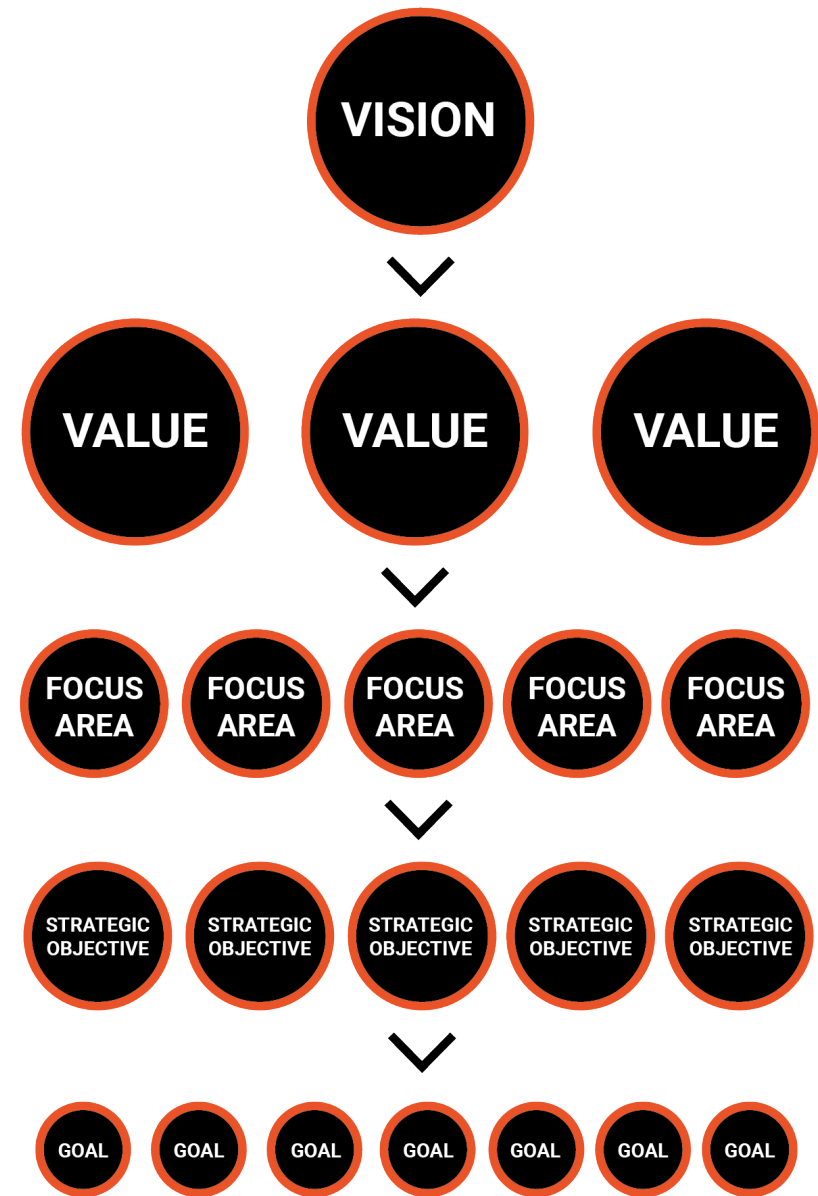 VISION
VALUE VALUE VALUE
FOCUS AREA FOCUS AREA FOCUS AREA FOCUS AREA FOCUS AREA
STRATEGIC OBJECTIVE STRATEGIC OBJECTIVE STRATEGIC OBJECTIVE STRATEGIC OBJECTIVE STRATEGIC OBJECTIVE
GOAL GOAL GOAL GOAL GOAL GOAL GOAL